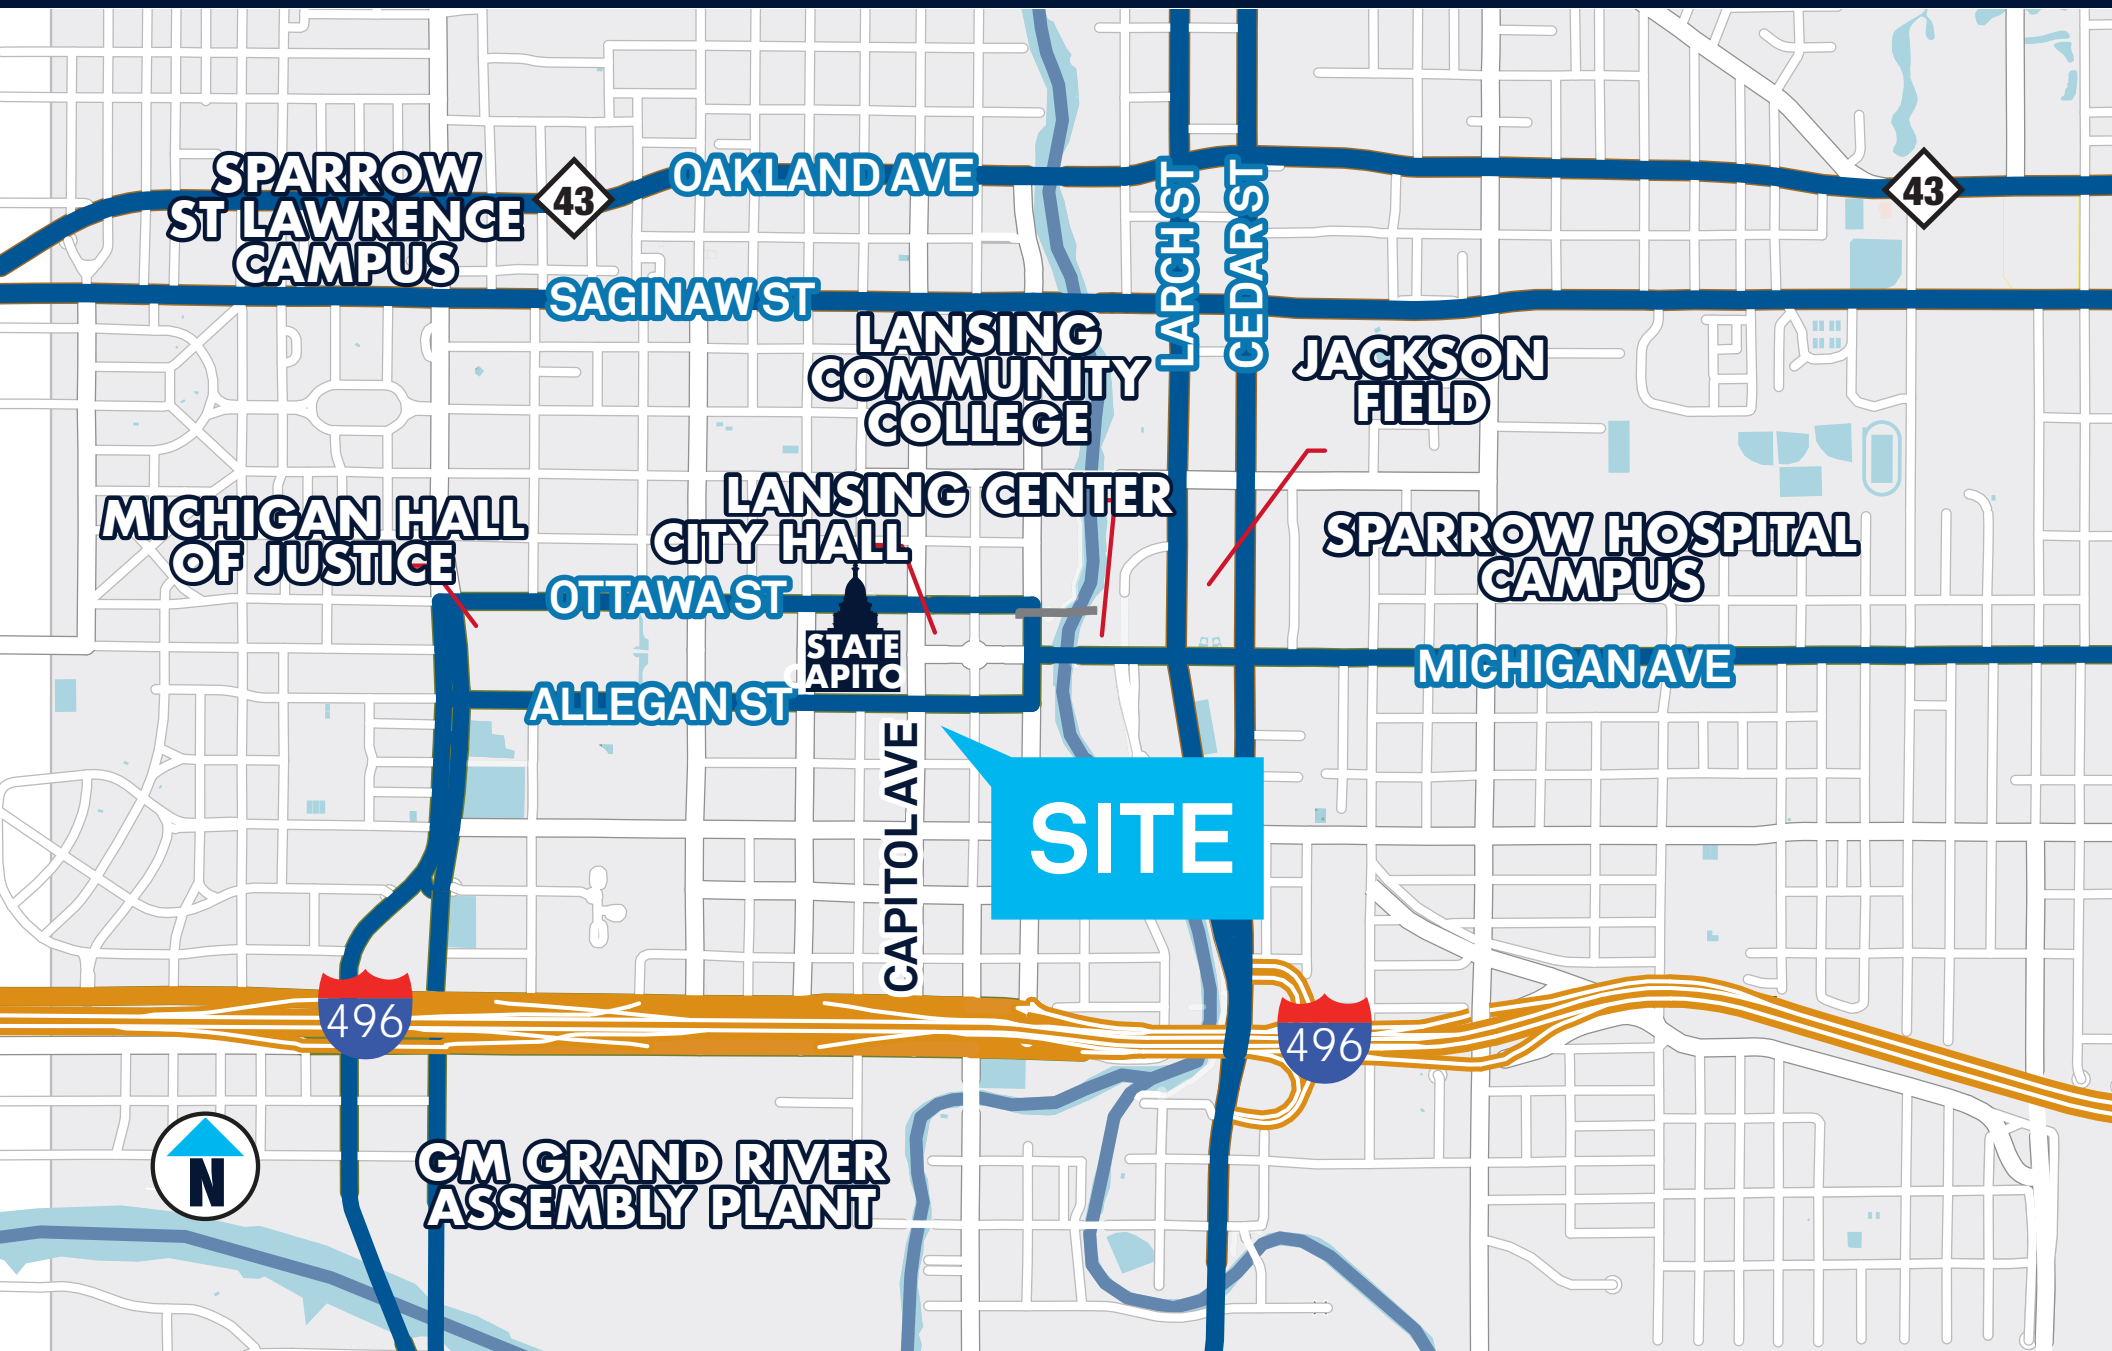 SPARROW
ST LAWRENCE
CAMPUS
43
OAKLAND AVE
LARCH ST
CEDAR ST
43
SAGINAW ST
LANSING
COMMUNITY
COLLEGE
JACKSON
FIELD
MICHIGAN HALL
OF JUSTICE
LANSING CENTER
CITY HALL
SPARROW HOSPITAL
CAMPUS
OTTAWA ST
STATE
CAPITO
MICHIGAN AVE
ALLEGAN ST
CAPITOL AVE
SITE
496
496
N
GM GRAND RIVER
ASSEMBLY PLANT